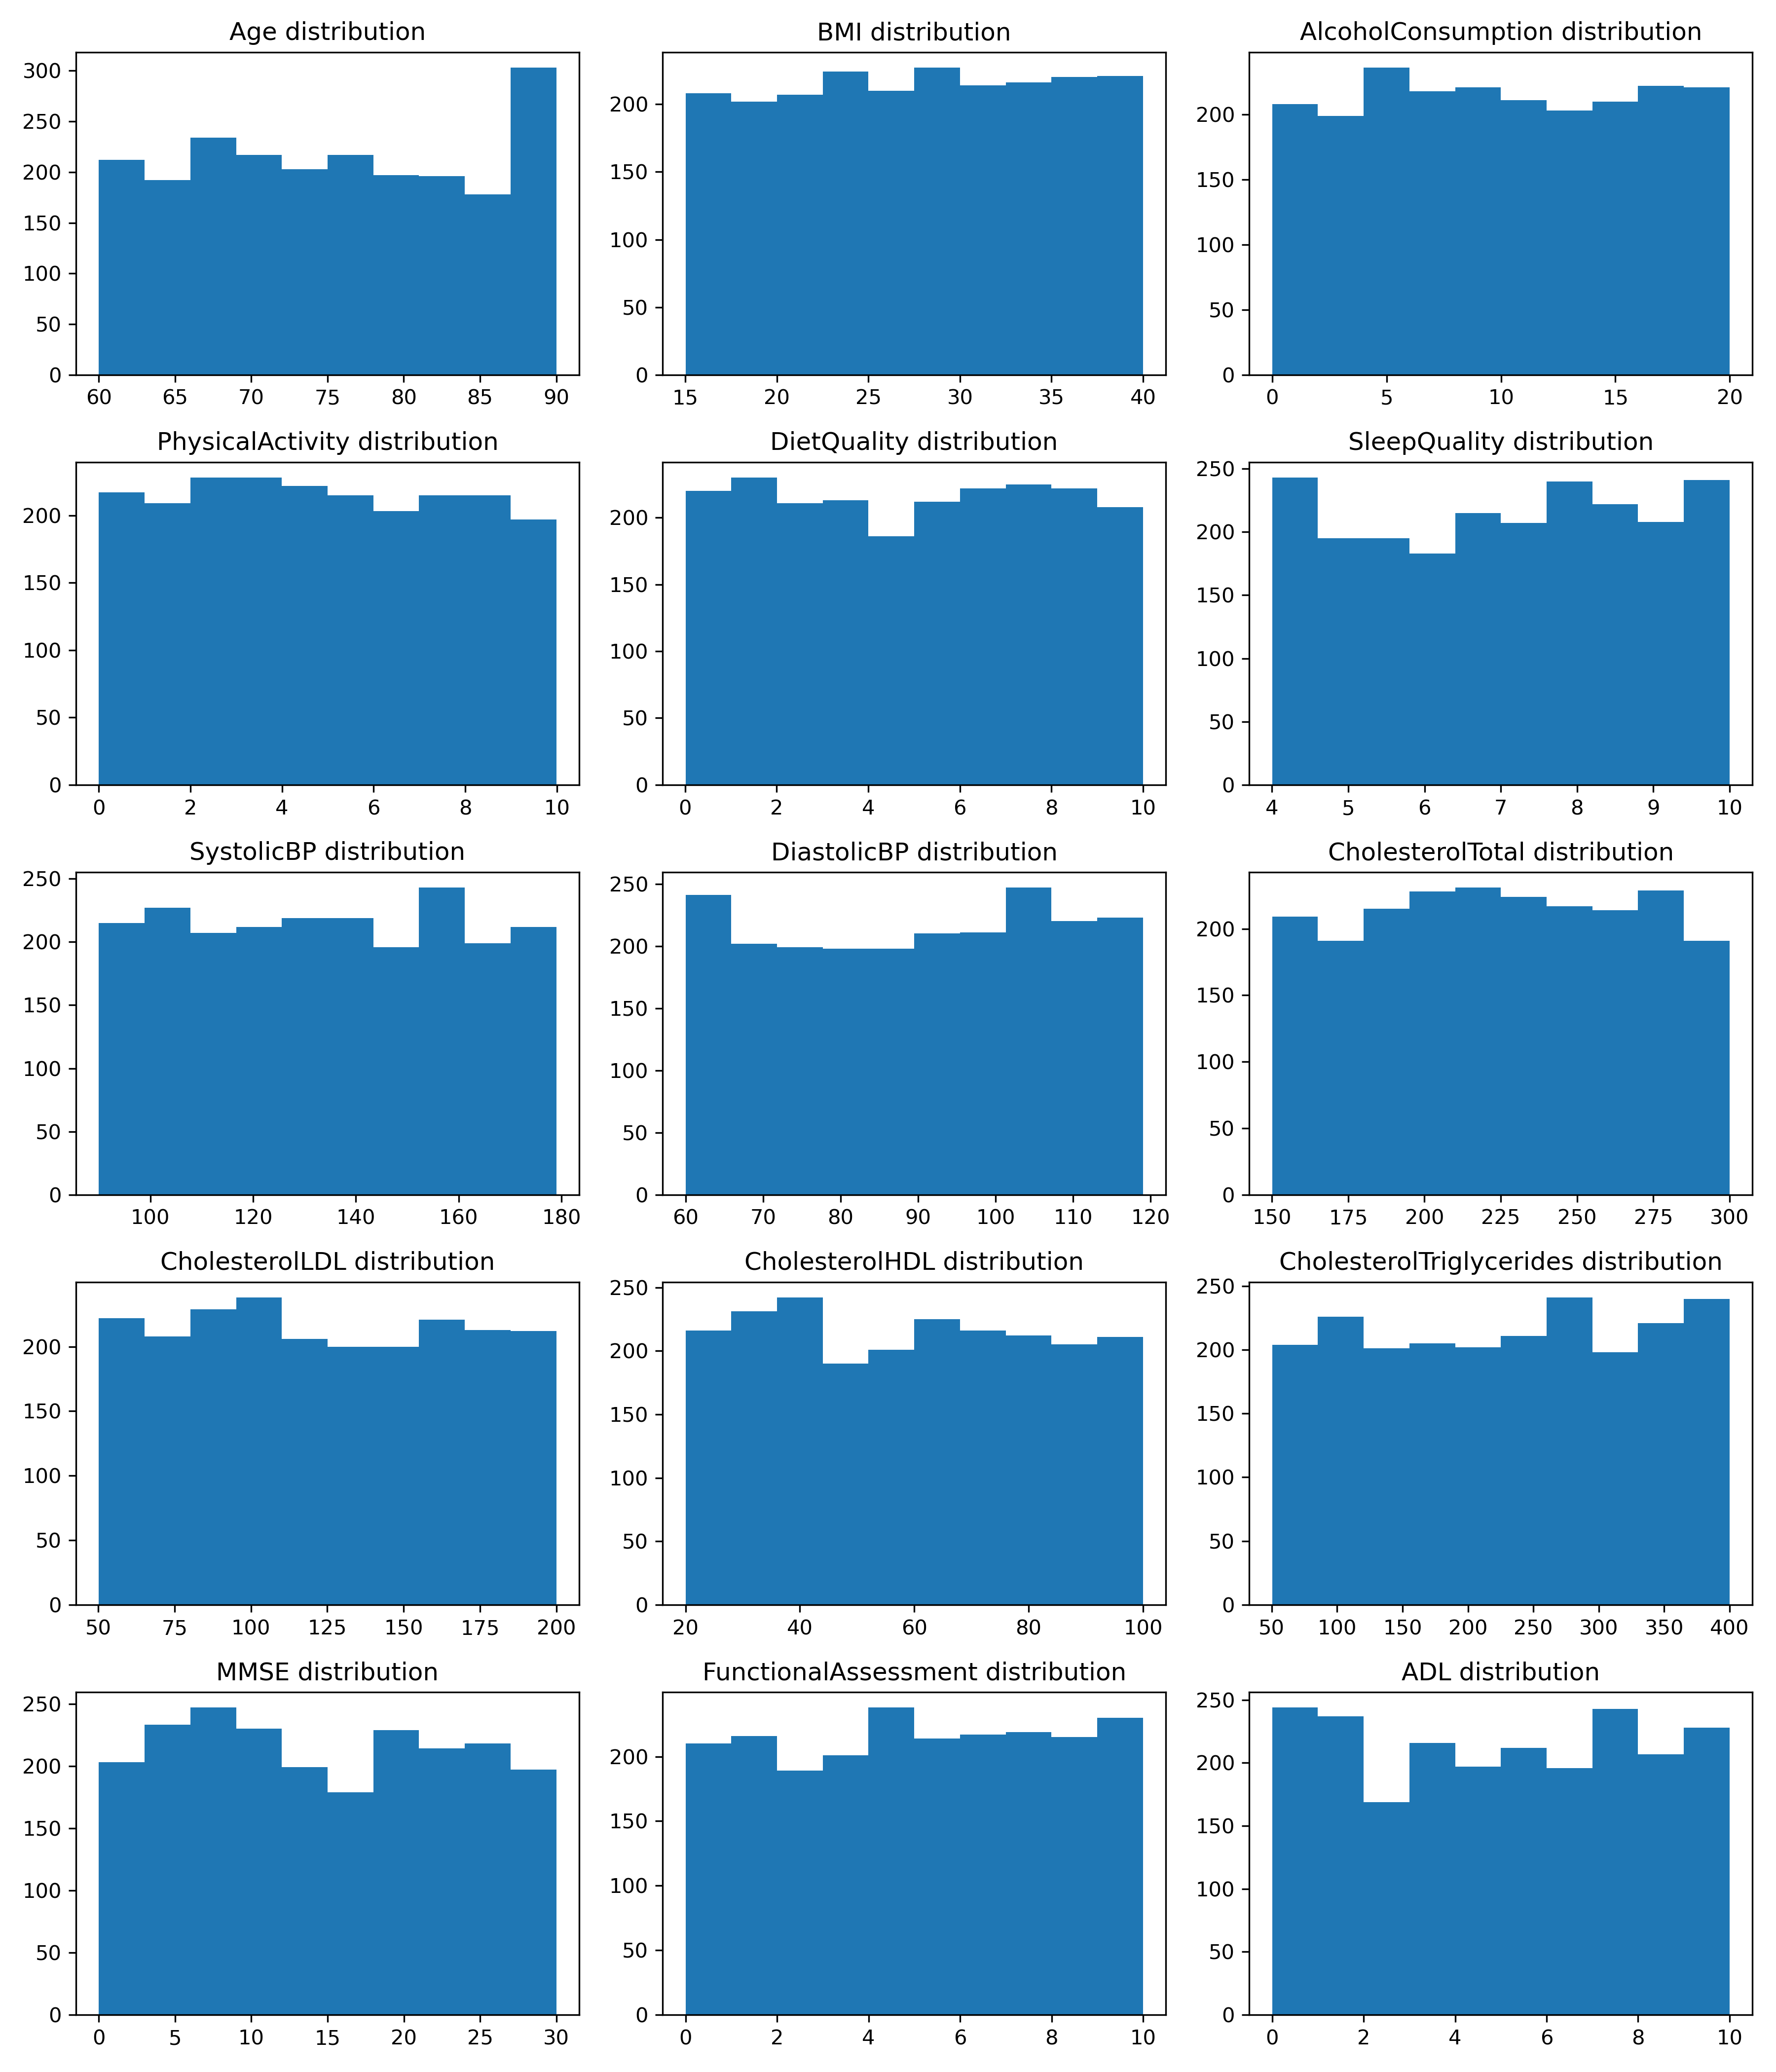 Age distribution
300
250
200
150
100
50
0
60 65 70 75 80 85 90
BMI distribution
200
150
100
50
0
15 20 25 30 35 40
AlcoholConsumption distribution
200
150
100
50
0
0 5 10 15 20
PhysicalActivity distribution
200
150
100
50
0
0 2 4 6 8 10
DietQuality distribution
200
150
100
50
0
0 2 4 6 8 10
SleepQuality distribution
250
200
150
100
50
0
4 5 6 7 8 9 10
SystolicBP distribution
250
200
150
100
50
0
100 120 140 160 180
DiastolicBP distribution
250
200
150
100
50
0
60 70 80 90 100 110 120
CholesterolTotal distribution
200
150
100
50
0
150 175 200 225 250 275 300
CholesterolLDL distribution
200
150
100
50
0
50 75 100 125 150 175 200
CholesterolHDL distribution
250
200
150
100
50
0
20 40 60 80 100
CholesterolTriglycerides distribution
250
200
150
100
50
0
50 100 150 200 250 300 350 400
MMSE distribution
250
200
150
100
50
0
0 5 10 15 20 25 30
FunctionalAssessment distribution
200
150
100
50
0
0 2 4 6 8 10
ADL distribution
250
200
150
100
50
0
0 2 4 6 8 10